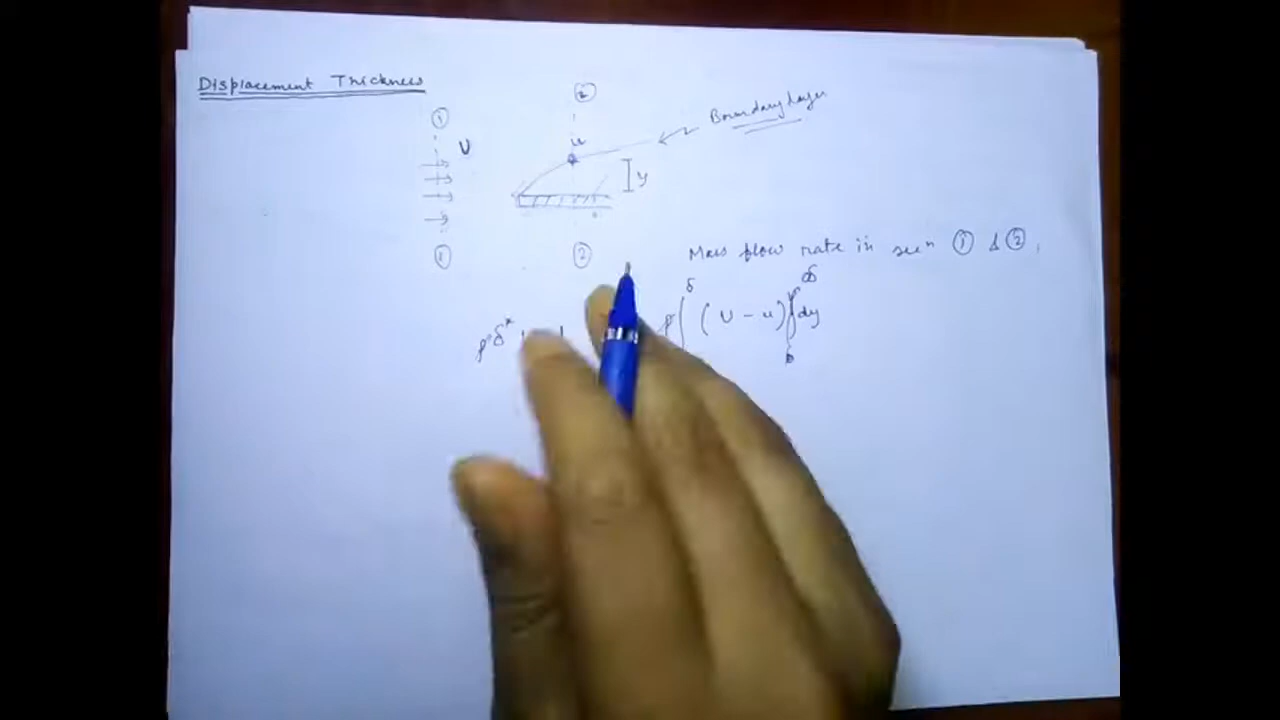 Displacement Thickness
②
①
Boundary Layer
U
u
y
① ②
Mass flow rate in secn ① & ②,
δ
ρ δ* ρ ∫ (U - u) dy